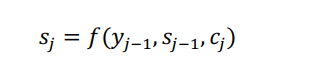 s_j = f(y_{j-1}, s_{j-1}, c_j)